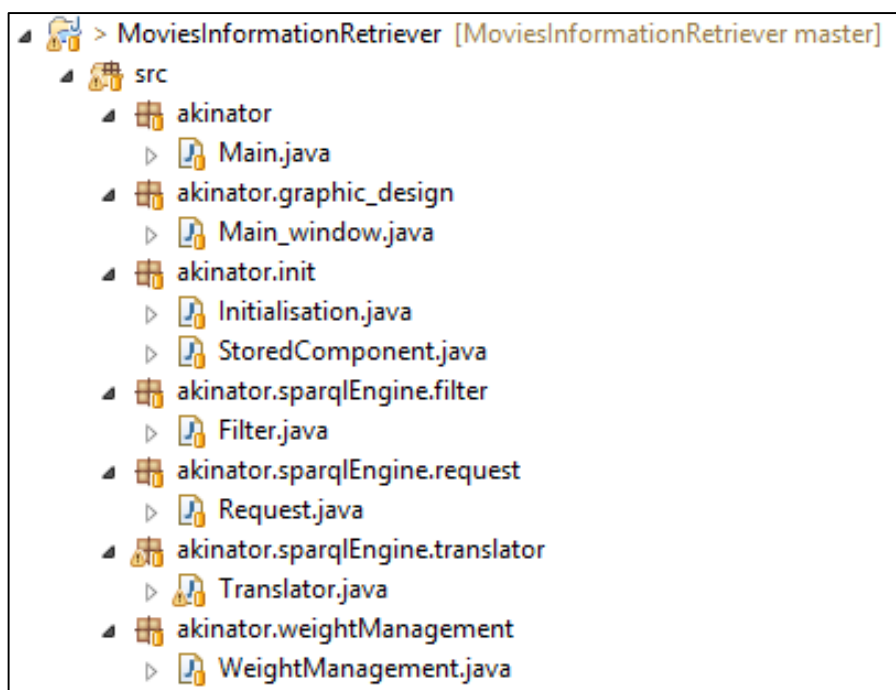 > MoviesInformationRetriever [MoviesInformationRetriever master]
src
akinator
Main.java
akinator.graphic_design
Main_window.java
akinator.init
Initialisation.java
StoredComponent.java
akinator.sparqlEngine.filter
Filter.java
akinator.sparqlEngine.request
Request.java
akinator.sparqlEngine.translator
Translator.java
akinator.weightManagement
WeightManagement.java